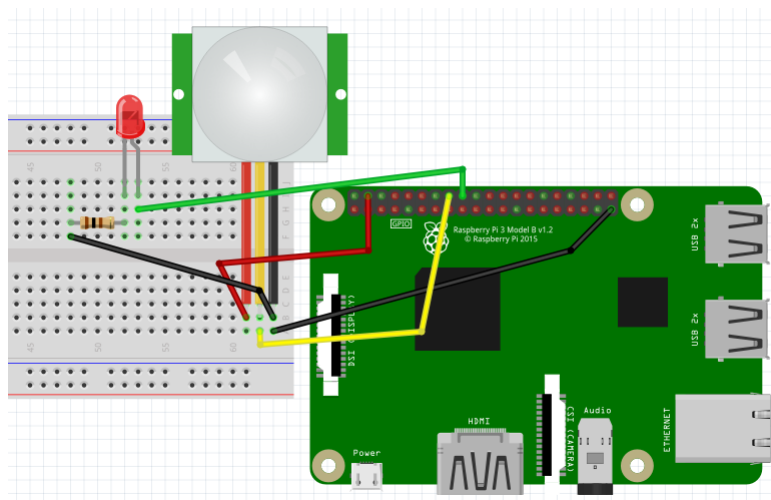 45
50
55
J
H
G
F
GPIO
Raspberry Pi 3 Model B v1.2
© Raspberry Pi 2015
E
D
C
B
USB 2x
DSI (DISPLAY)
45
50
55
60
USB 2x
CSI (CAMERA)
Audio
HDMI
ETHERNET
Power